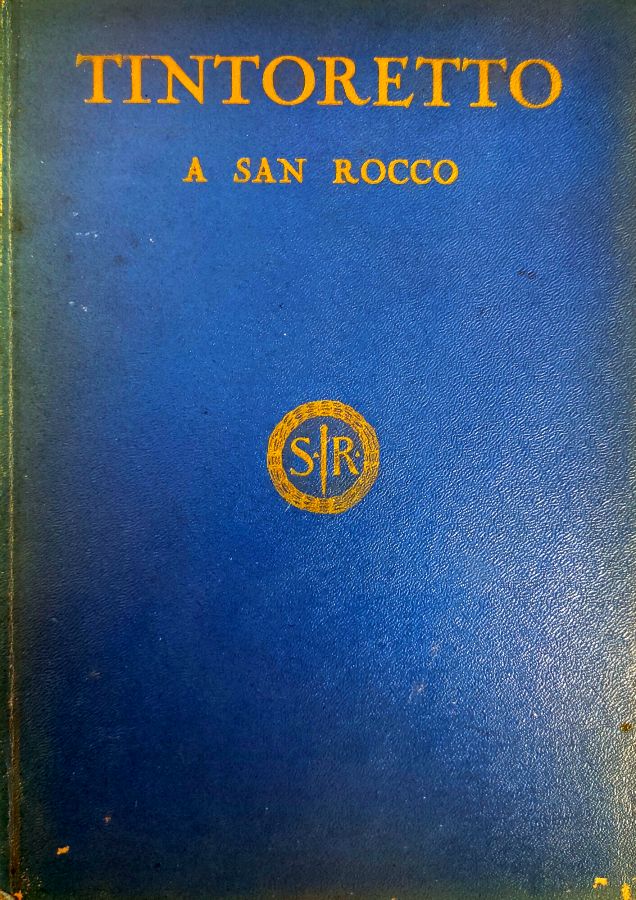 TINTORETTO
A SAN ROCCO
S·R·